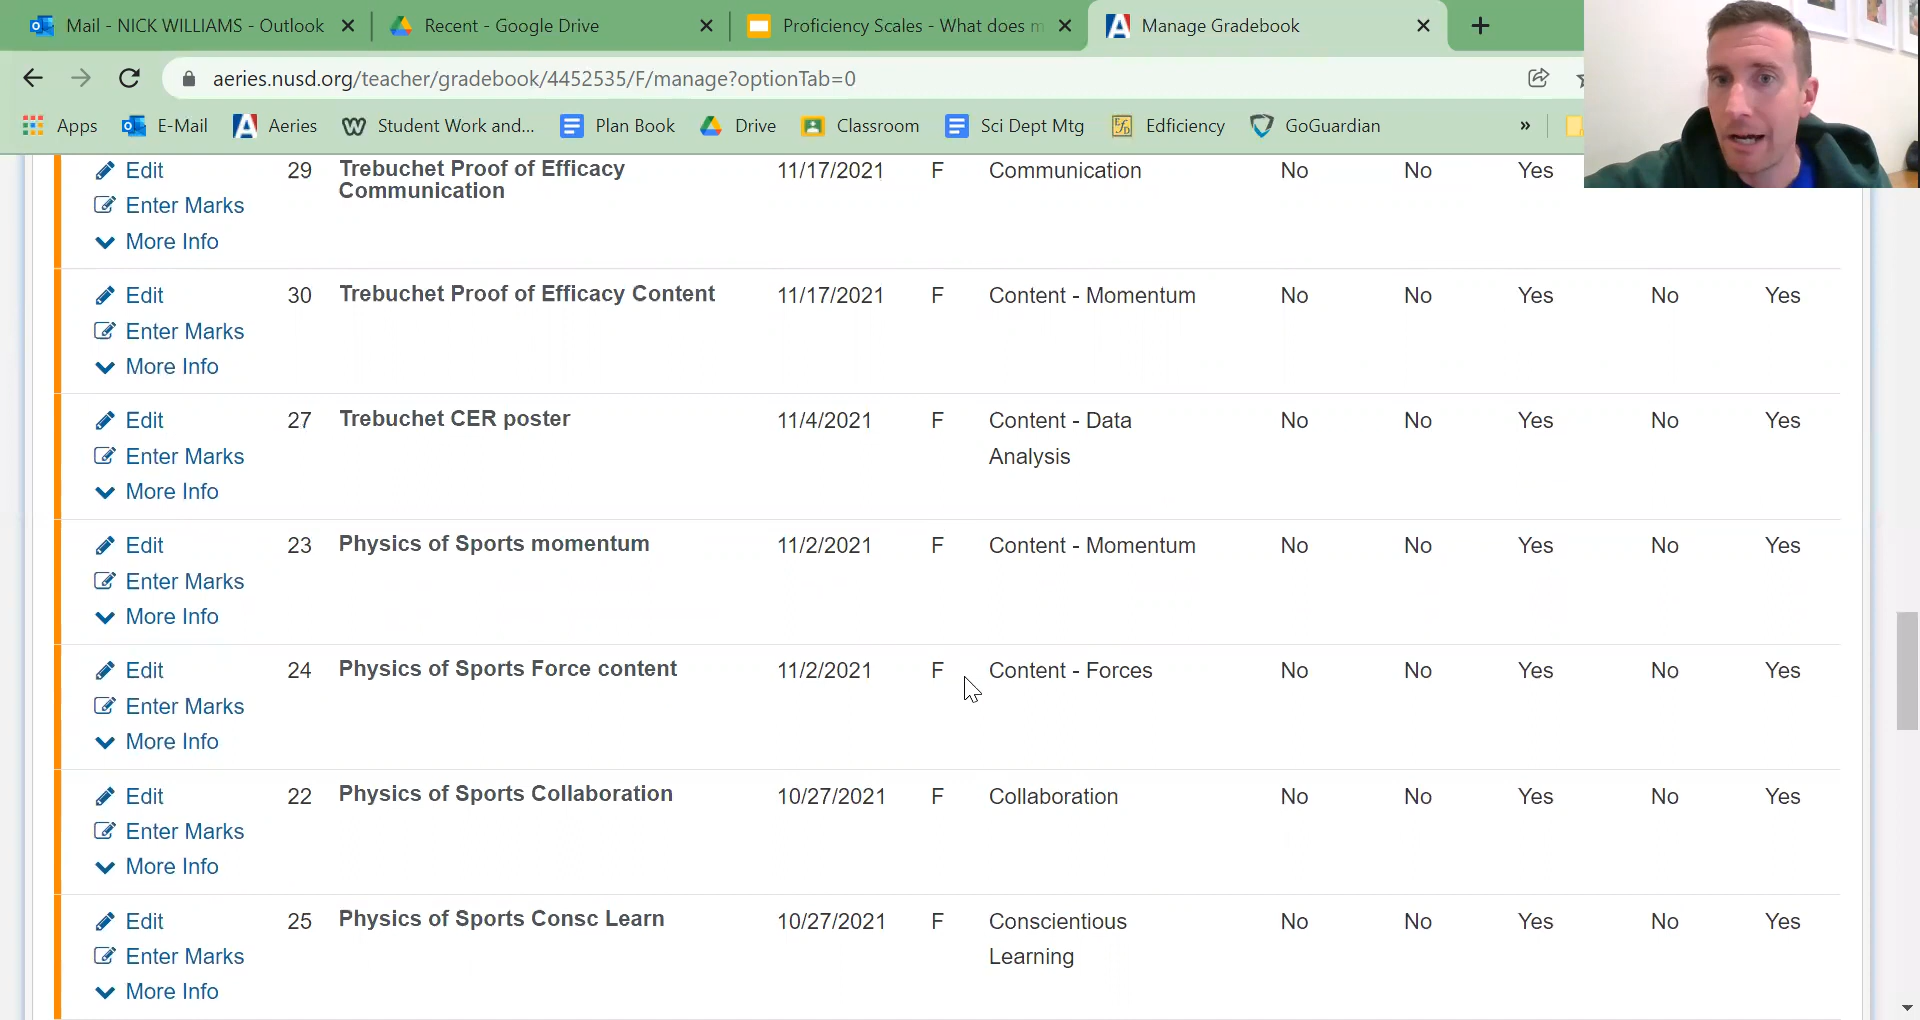 Mail - NICK WILLIAMS - Outlook
Recent - Google Drive
Proficiency Scales - What does m
Manage Gradebook
aeries.nusd.org/teacher/gradebook/4452535/F/manage?optionTab=0
Apps E-Mail Aeries Student Work and... Plan Book Drive Classroom Sci Dept Mtg Edficiency GoGuardian »
Edit 29 Trebuchet Proof of Efficacy 11/17/2021 F Communication No No Yes
Communication
Enter Marks
More Info
Edit 30 Trebuchet Proof of Efficacy Content 11/17/2021 F Content - Momentum No No Yes No Yes
Enter Marks
More Info
Edit 27 Trebuchet CER poster 11/4/2021 F Content - Data No No Yes No Yes
Enter Marks Analysis
More Info
Edit 23 Physics of Sports momentum 11/2/2021 F Content - Momentum No No Yes No Yes
Enter Marks
More Info
Edit 24 Physics of Sports Force content 11/2/2021 F Content - Forces No No Yes No Yes
Enter Marks
More Info
Edit 22 Physics of Sports Collaboration 10/27/2021 F Collaboration No No Yes No Yes
Enter Marks
More Info
Edit 25 Physics of Sports Consc Learn 10/27/2021 F Conscientious No No Yes No Yes
Enter Marks Learning
More Info